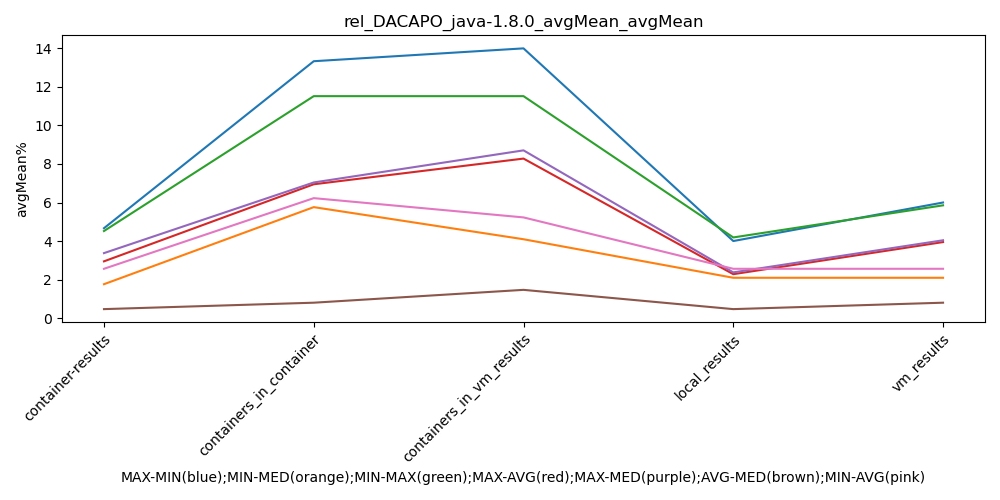 rel_DACAPO_java-1.8.0_avgMean_avgMean
avgMean%
14
12
10
8
6
4
2
0
container-results
containers_in_container
containers_in_vm_results
local_results
vm_results
MAX-MIN(blue);MIN-MED(orange);MIN-MAX(green);MAX-AVG(red);MAX-MED(purple);AVG-MED(brown);MIN-AVG(pink)